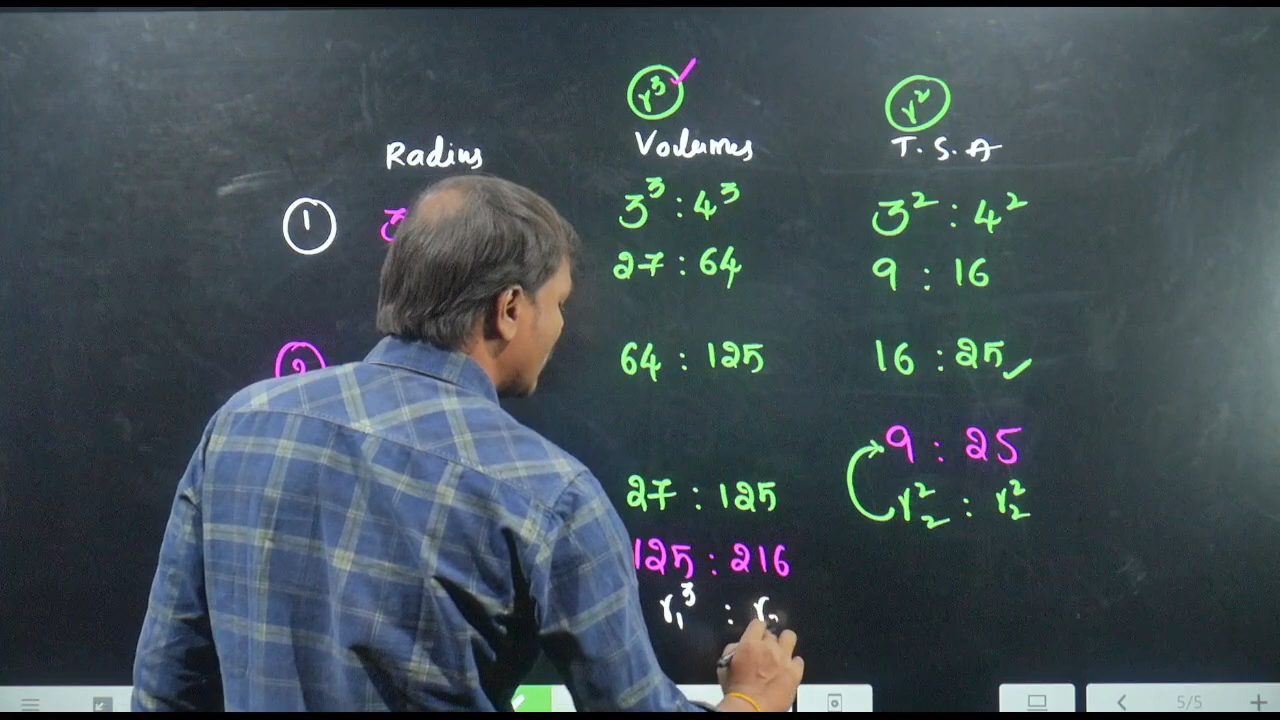 r³ r²
Radius Volumes T.S.A
1 3³ : 4³ 3² : 4²
27 : 64 9 : 16
64 : 125 16 : 25
9 : 25
27 : 125 r₂² : r₂²
125 : 216
r₁³ : r
5/5